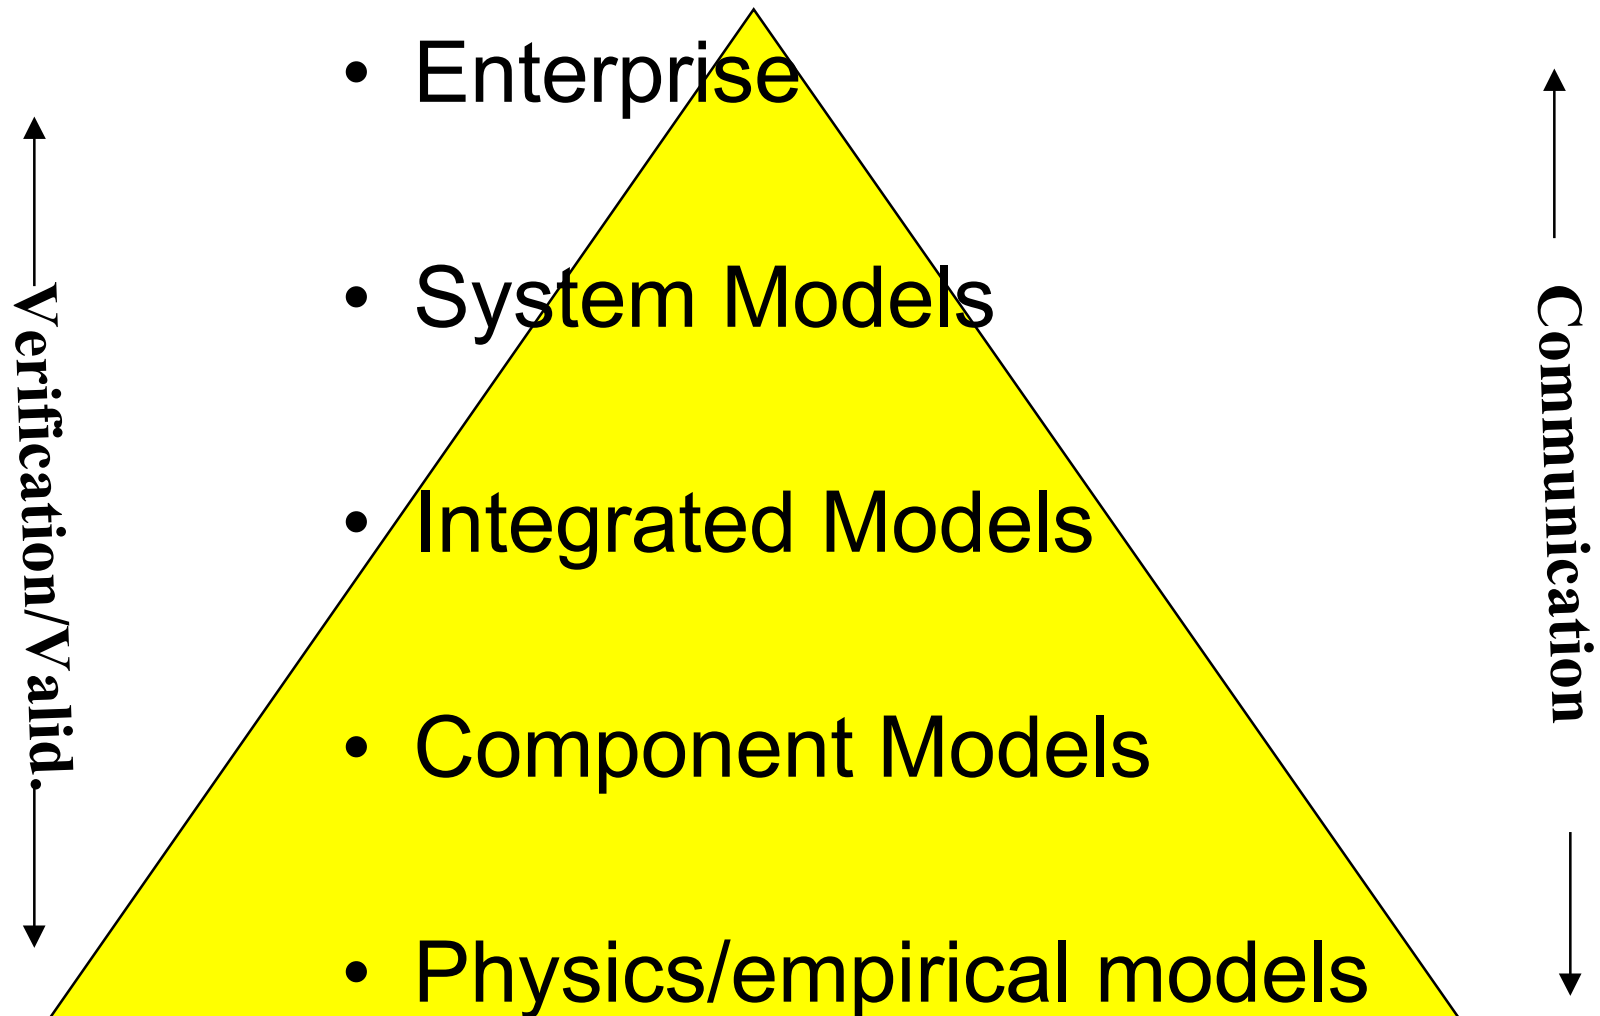 • Enterprise
• System Models
• Integrated Models
• Component Models
• Physics/empirical models
Verification/Valid.
Communication